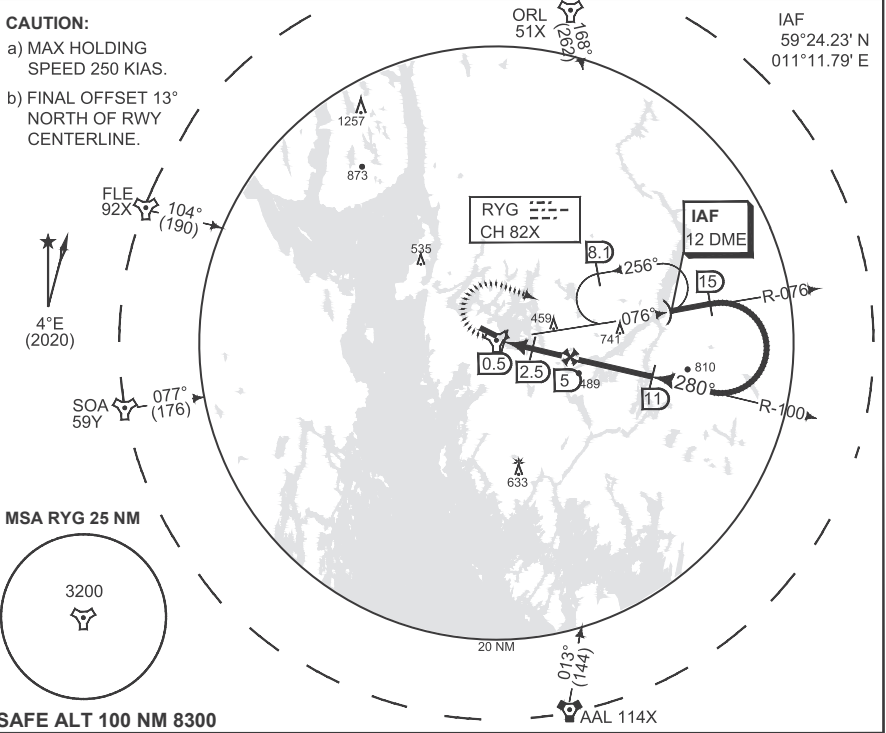 CAUTION:
a) MAX HOLDING
SPEED 250 KIAS.
b) FINAL OFFSET 13°
NORTH OF RWY
CENTERLINE.
ORL
51X
168°
(262)
IAF
59°24.23' N
011°11.79' E
1257
873
FLE
92X
104°
(190)
RYG
CH 82X
IAF
12 DME
535
8.1
256°
15
R-076
4°E
(2020)
459
076°
741
0.5
2.5
5
489
810
11
280°
R-100
SOA
59Y
077°
(176)
633
MSA RYG 25 NM
3200
20 NM
013°
(144)
AAL 114X
SAFE ALT 100 NM 8300